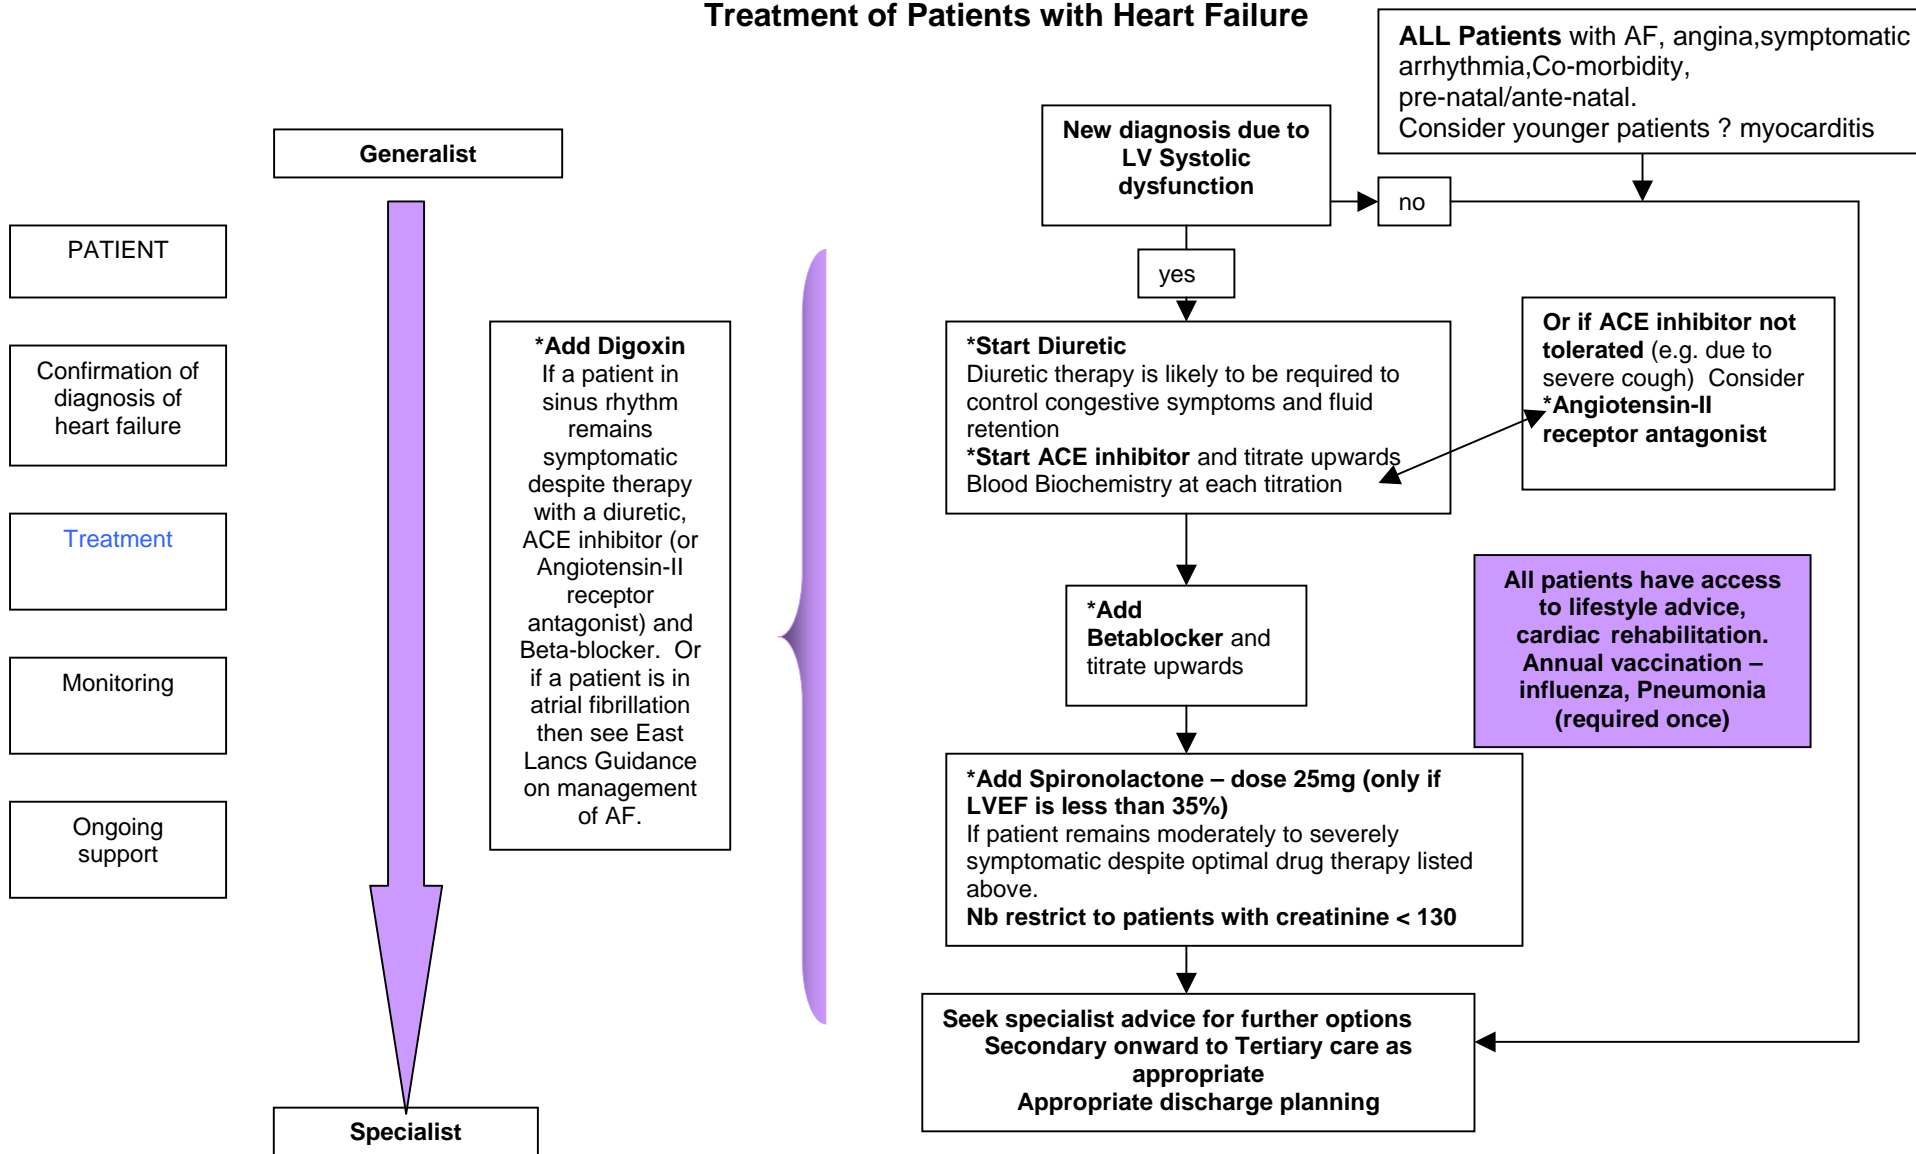 Treatment of Patients with Heart Failure
ALL Patients with AF, angina,symptomatic
arrhythmia,Co-morbidity,
pre-natal/ante-natal.
Consider younger patients ? myocarditis
Generalist
New diagnosis due to
LV Systolic
dysfunction
no
yes
PATIENT
Confirmation of
diagnosis of
heart failure
Treatment
Monitoring
Ongoing
support
*Add Digoxin
If a patient in
sinus rhythm
remains
symptomatic
despite therapy
with a diuretic,
ACE inhibitor (or
Angiotensin-II
receptor
antagonist) and
Beta-blocker. Or
if a patient is in
atrial fibrillation
then see East
Lancs Guidance
on management
of AF.
*Start Diuretic
Diuretic therapy is likely to be required to
control congestive symptoms and fluid
retention
*Start ACE inhibitor and titrate upwards
Blood Biochemistry at each titration
Or if ACE inhibitor not
tolerated (e.g. due to
severe cough) Consider
*Angiotensin-II
receptor antagonist
*Add
Betablocker and
titrate upwards
All patients have access
to lifestyle advice,
cardiac rehabilitation.
Annual vaccination –
influenza, Pneumonia
(required once)
*Add Spironolactone – dose 25mg (only if
LVEF is less than 35%)
If patient remains moderately to severely
symptomatic despite optimal drug therapy listed
above.
Nb restrict to patients with creatinine < 130
Seek specialist advice for further options
Secondary onward to Tertiary care as
appropriate
Appropriate discharge planning
Specialist